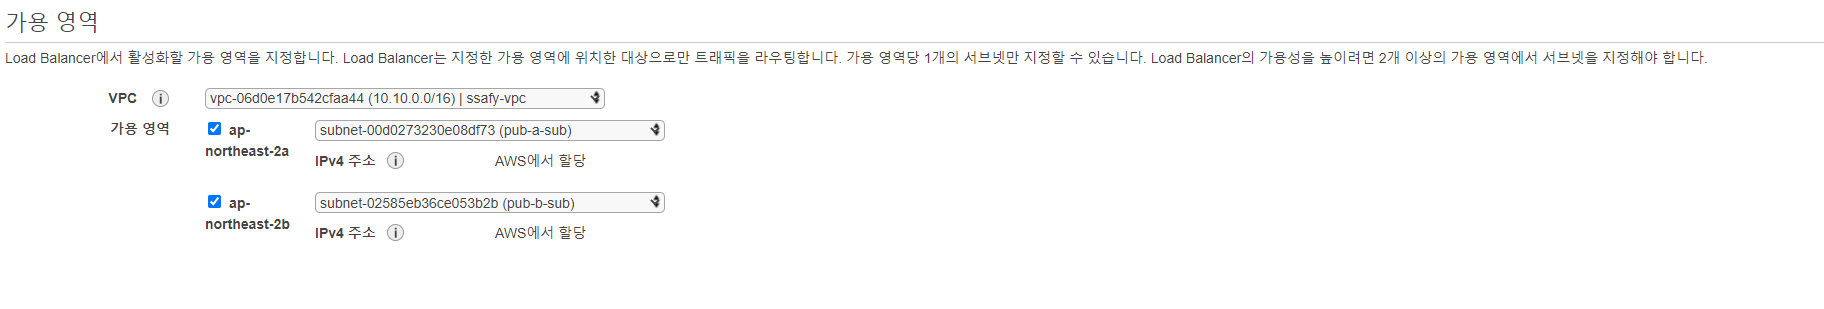 가용 영역
Load Balancer에서 활성화할 가용 영역을 지정합니다. Load Balancer는 지정한 가용 영역에 위치한 대상으로만 트래픽을 라우팅합니다. 가용 영역당 1개의 서브넷만 지정할 수 있습니다. Load Balancer의 가용성을 높이려면 2개 이상의 가용 영역에서 서브넷을 지정해야 합니다.
VPC i vpc-06d0e17b542cfaa44 (10.10.0.0/16) | ssafy-vpc
가용 영역 ap-northeast-2a subnet-00d0273230e08df73 (pub-a-sub)
IPv4 주소 i AWS에서 할당
ap-northeast-2b subnet-02585eb36ce053b2b (pub-b-sub)
IPv4 주소 i AWS에서 할당